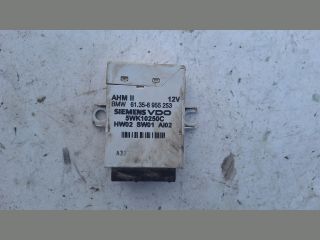 AHM II 12V
BMW 61.35-6 955 253
SIEMENS VDO
5WK10250C
HW02 SW01 AI02